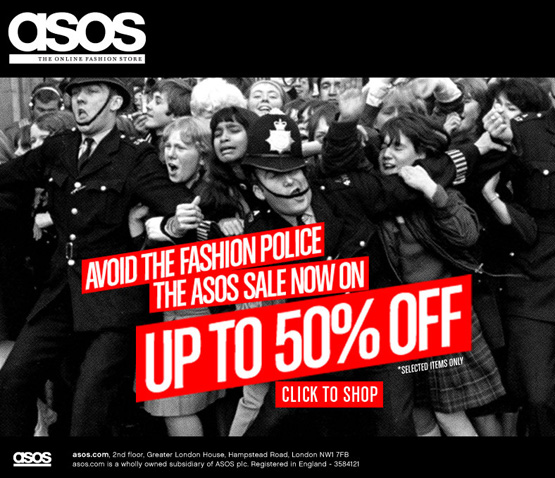 asos
THE ONLINE FASHION STORE
AVOID THE FASHION POLICE
THE ASOS SALE NOW ON
UP TO 50% OFF
*SELECTED ITEMS ONLY
CLICK TO SHOP
asos
asos.com, 2nd floor, Greater London House, Hampstead Road, London NW1 7FB
asos.com is a wholly owned subsidiary of ASOS plc. Registered in England - 3584121